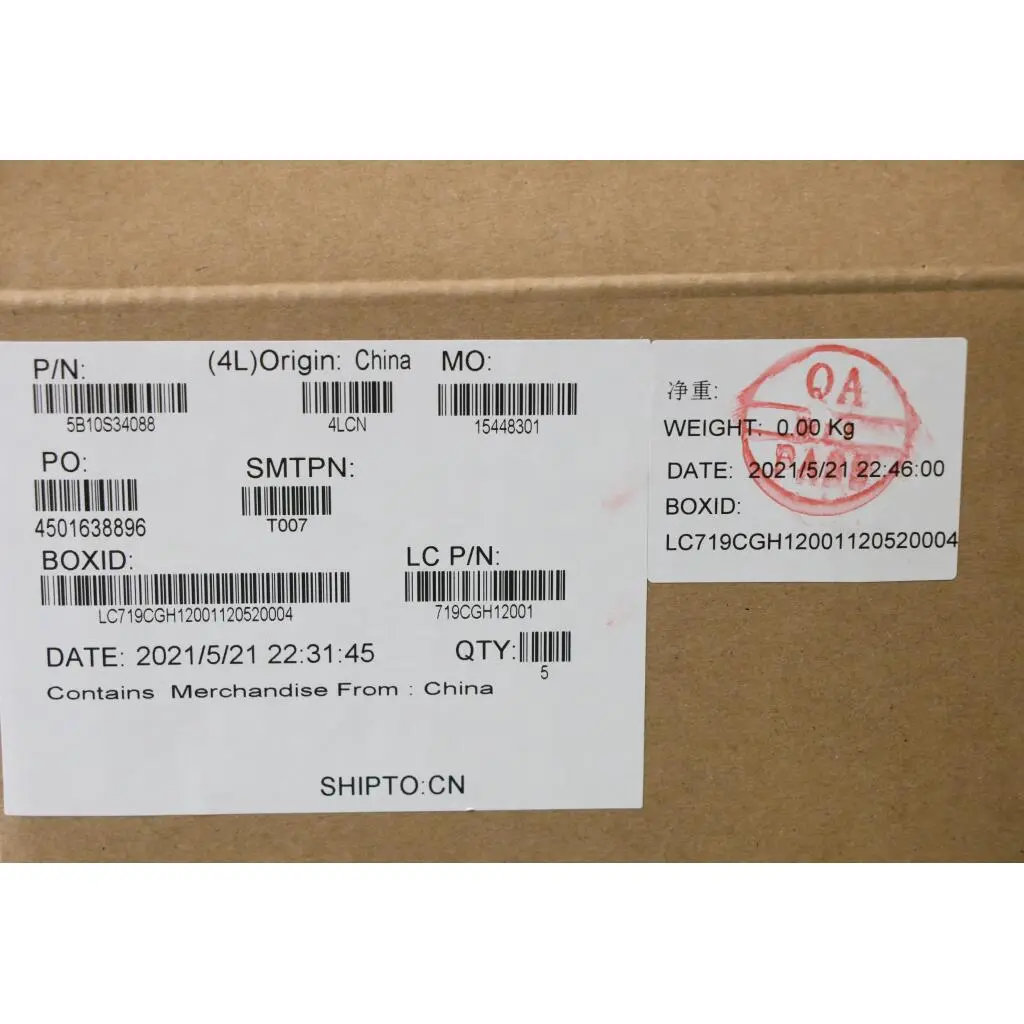 P/N: (4L)Origin: China MO:
5B10S34088 4LCN 15448301
PO: SMTPN:
4501638896 T007
BOXID: LC P/N:
LC719CGH12001120520004 719CGH12001
DATE: 2021/5/21 22:31:45 QTY:
5
Contains Merchandise From : China
SHIPTO:CN
净重:
QA
WEIGHT: 0.00 Kg
DATE: 2021/5/21 22:46:00
BOXID:
LC719CGH12001120520004